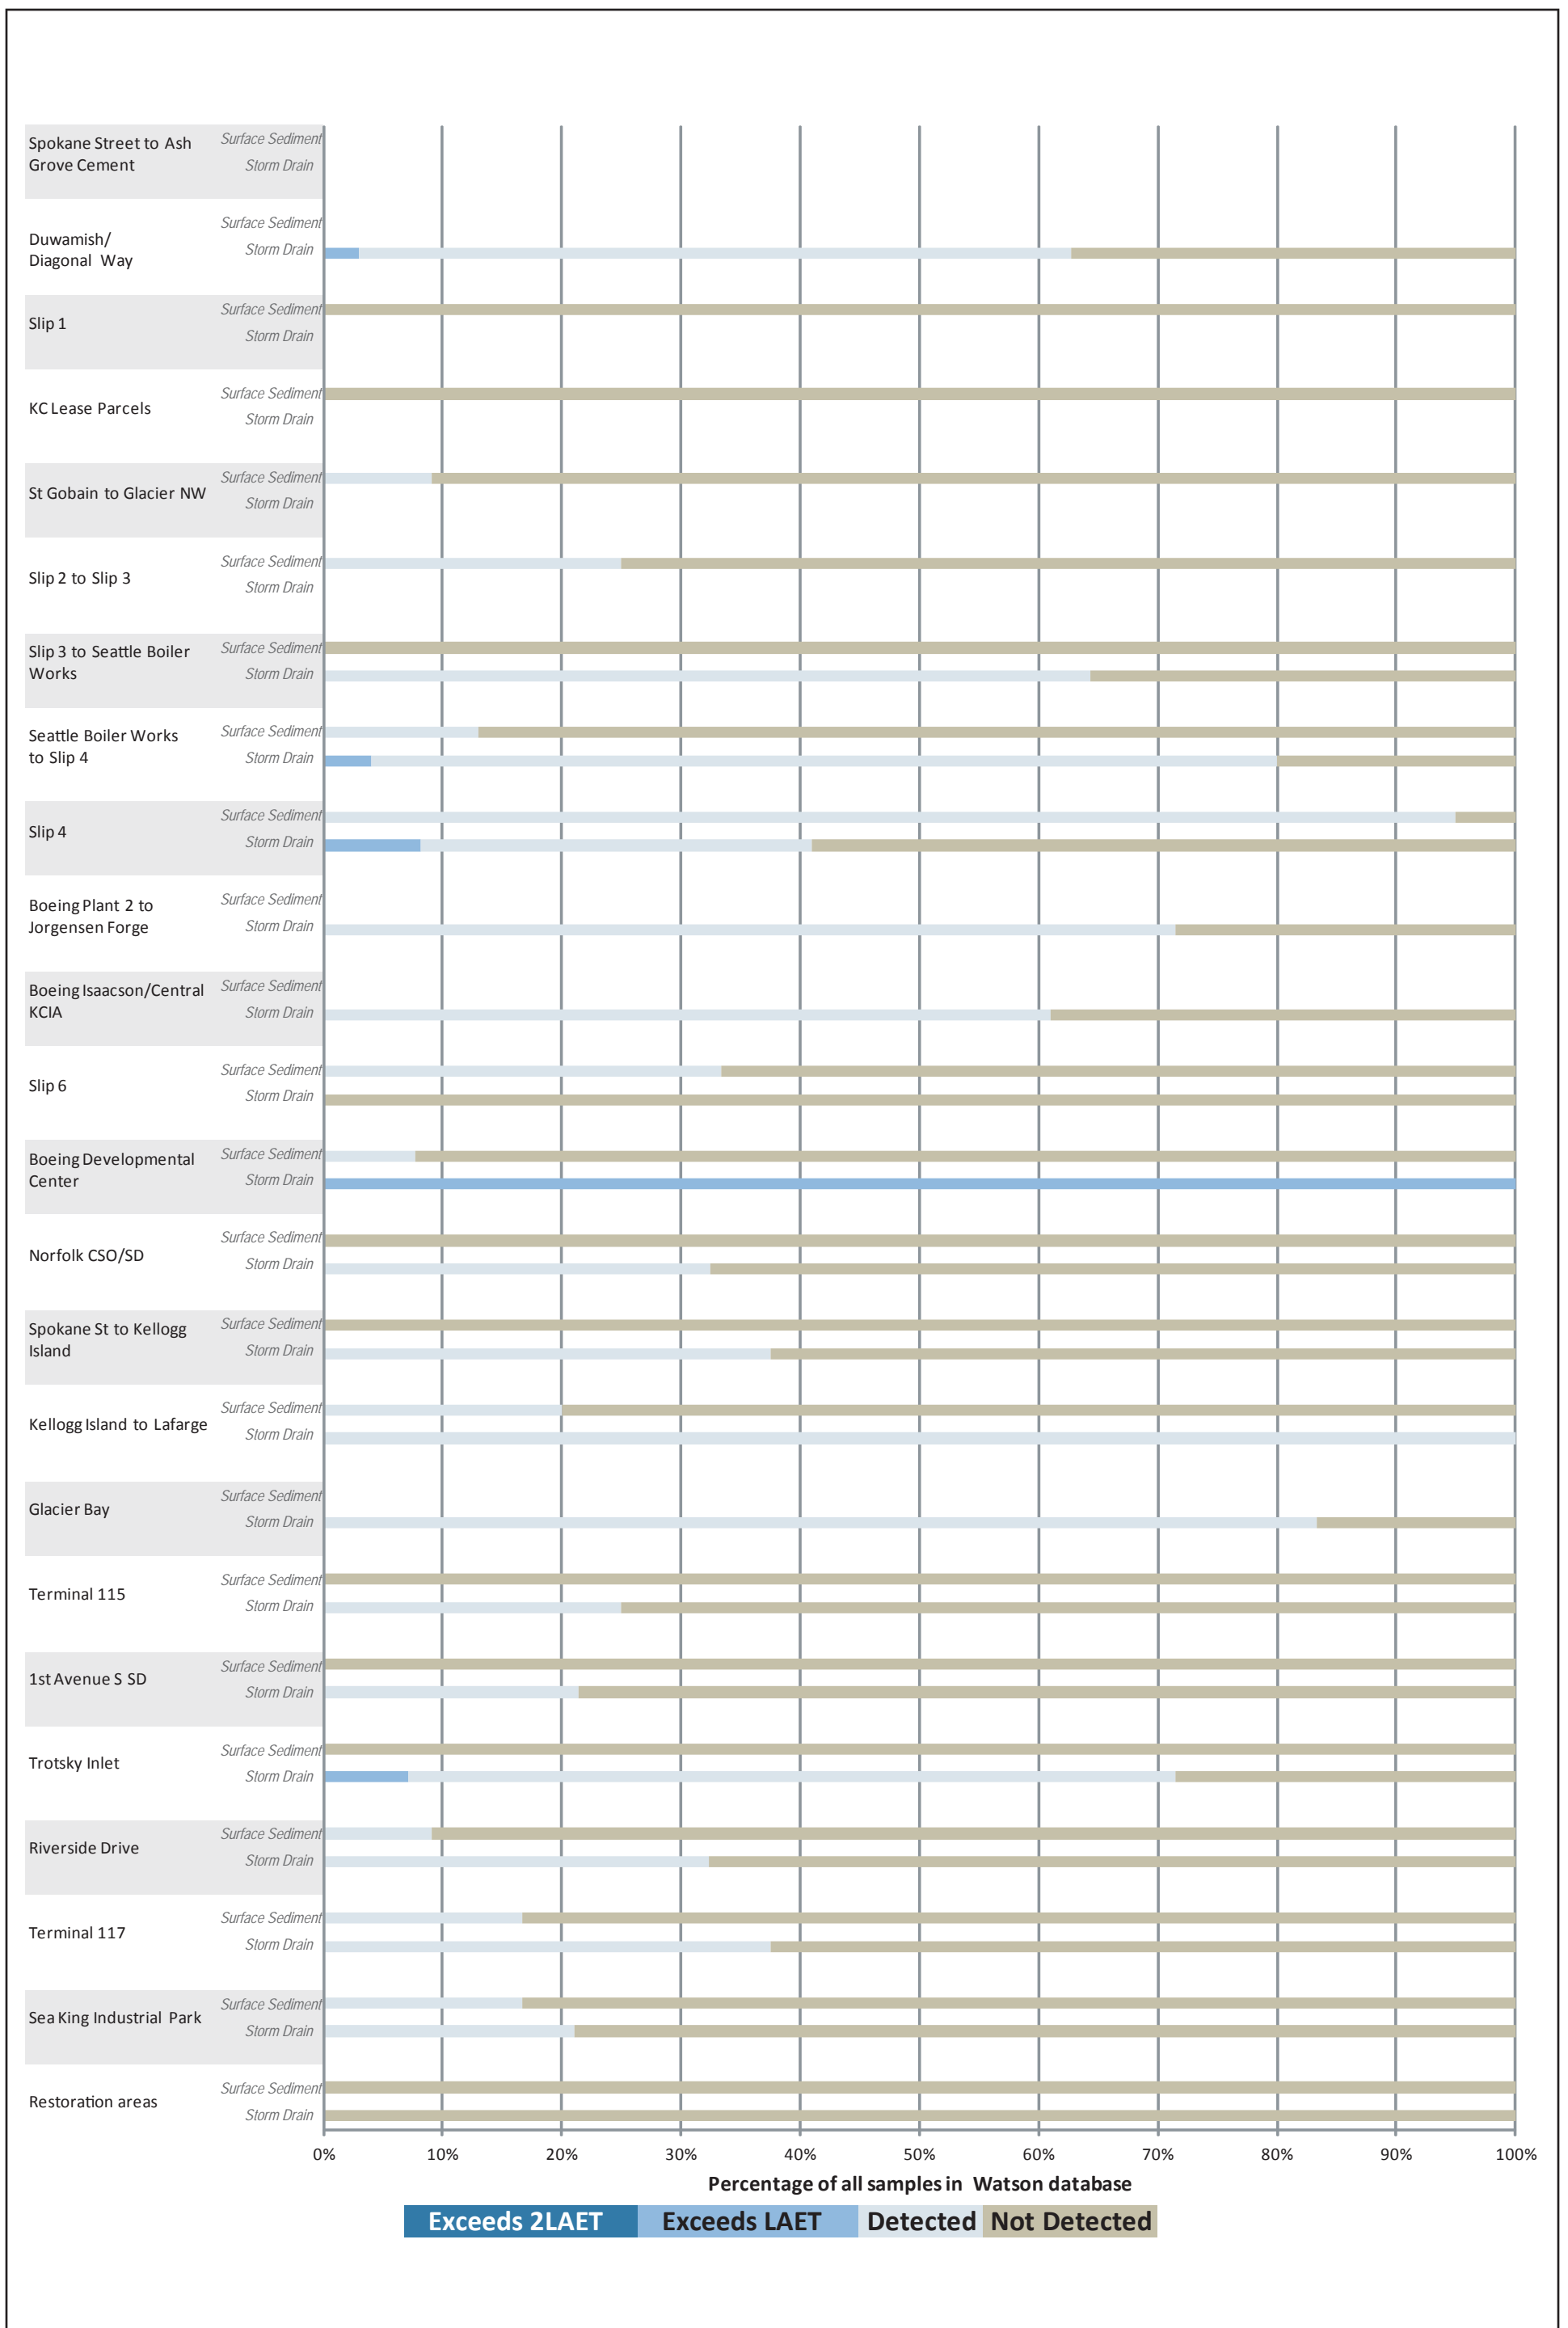 Spokane Street to Ash
Grove Cement
Surface Sediment
Storm Drain
Duwamish/
Diagonal Way
Surface Sediment
Storm Drain
Slip 1
Surface Sediment
Storm Drain
KC Lease Parcels
Surface Sediment
Storm Drain
St Gobain to Glacier NW
Surface Sediment
Storm Drain
Slip 2 to Slip 3
Surface Sediment
Storm Drain
Slip 3 to Seattle Boiler
Works
Surface Sediment
Storm Drain
Seattle Boiler Works
to Slip 4
Surface Sediment
Storm Drain
Slip 4
Surface Sediment
Storm Drain
Boeing Plant 2 to
Jorgensen Forge
Surface Sediment
Storm Drain
Boeing Isaacson/Central
KCIA
Surface Sediment
Storm Drain
Slip 6
Surface Sediment
Storm Drain
Boeing Developmental
Center
Surface Sediment
Storm Drain
Norfolk CSO/SD
Surface Sediment
Storm Drain
Spokane St to Kellogg
Island
Surface Sediment
Storm Drain
Kellogg Island to Lafarge
Surface Sediment
Storm Drain
Glacier Bay
Surface Sediment
Storm Drain
Terminal 115
Surface Sediment
Storm Drain
1st Avenue S SD
Surface Sediment
Storm Drain
Trotsky Inlet
Surface Sediment
Storm Drain
Riverside Drive
Surface Sediment
Storm Drain
Terminal 117
Surface Sediment
Storm Drain
Sea King Industrial Park
Surface Sediment
Storm Drain
Restoration areas
Surface Sediment
Storm Drain
0% 10% 20% 30% 40% 50% 60% 70% 80% 90% 100%
Percentage of all samples in Watson database
Exceeds 2LAET Exceeds LAET Detected Not Detected